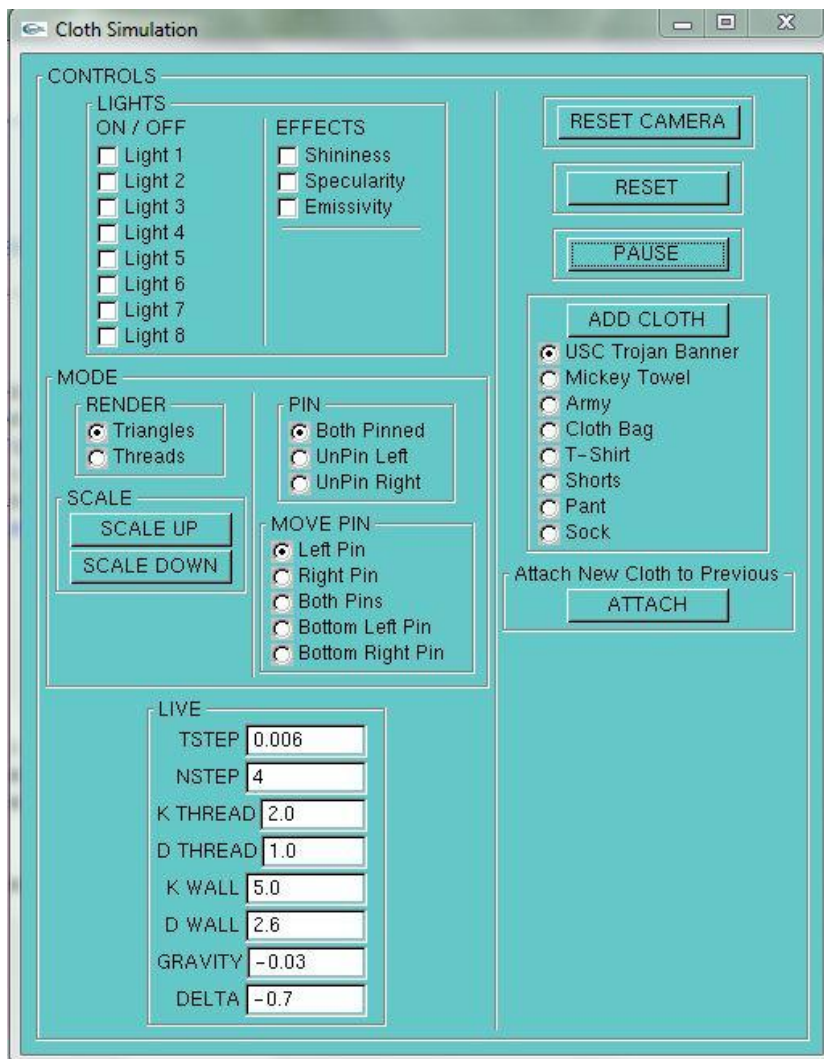 Cloth Simulation
CONTROLS
LIGHTS
ON / OFF
Light 1
Light 2
Light 3
Light 4
Light 5
Light 6
Light 7
Light 8
EFFECTS
Shininess
Specularity
Emissivity
MODE
RENDER
Triangles
Threads
SCALE
SCALE UP
SCALE DOWN
PIN
Both Pinned
UnPin Left
UnPin Right
MOVE PIN
Left Pin
Right Pin
Both Pins
Bottom Left Pin
Bottom Right Pin
LIVE
TSTEP 0.006
NSTEP 4
K THREAD 2.0
D THREAD 1.0
K WALL 5.0
D WALL 2.6
GRAVITY -0.03
DELTA -0.7
RESET CAMERA
RESET
PAUSE
ADD CLOTH
USC Trojan Banner
Mickey Towel
Army
Cloth Bag
T-Shirt
Shorts
Pant
Sock
Attach New Cloth to Previous
ATTACH